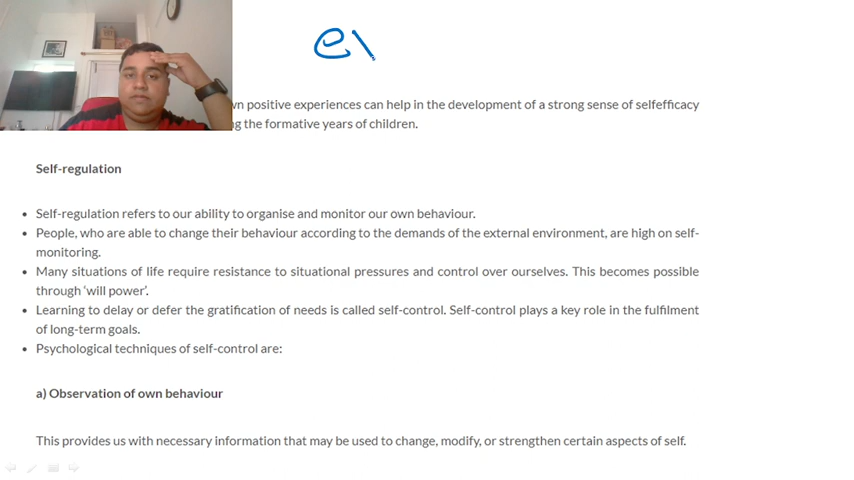 e\
positive experiences can help in the development of a strong sense of selfefficacy
the formative years of children.
Self-regulation
• Self-regulation refers to our ability to organise and monitor our own behaviour.
• People, who are able to change their behaviour according to the demands of the external environment, are high on self-
monitoring.
• Many situations of life require resistance to situational pressures and control over ourselves. This becomes possible
through ‘will power’.
• Learning to delay or defer the gratification of needs is called self-control. Self-control plays a key role in the fulfilment
of long-term goals.
• Psychological techniques of self-control are:
a) Observation of own behaviour
This provides us with necessary information that may be used to change, modify, or strengthen certain aspects of self.